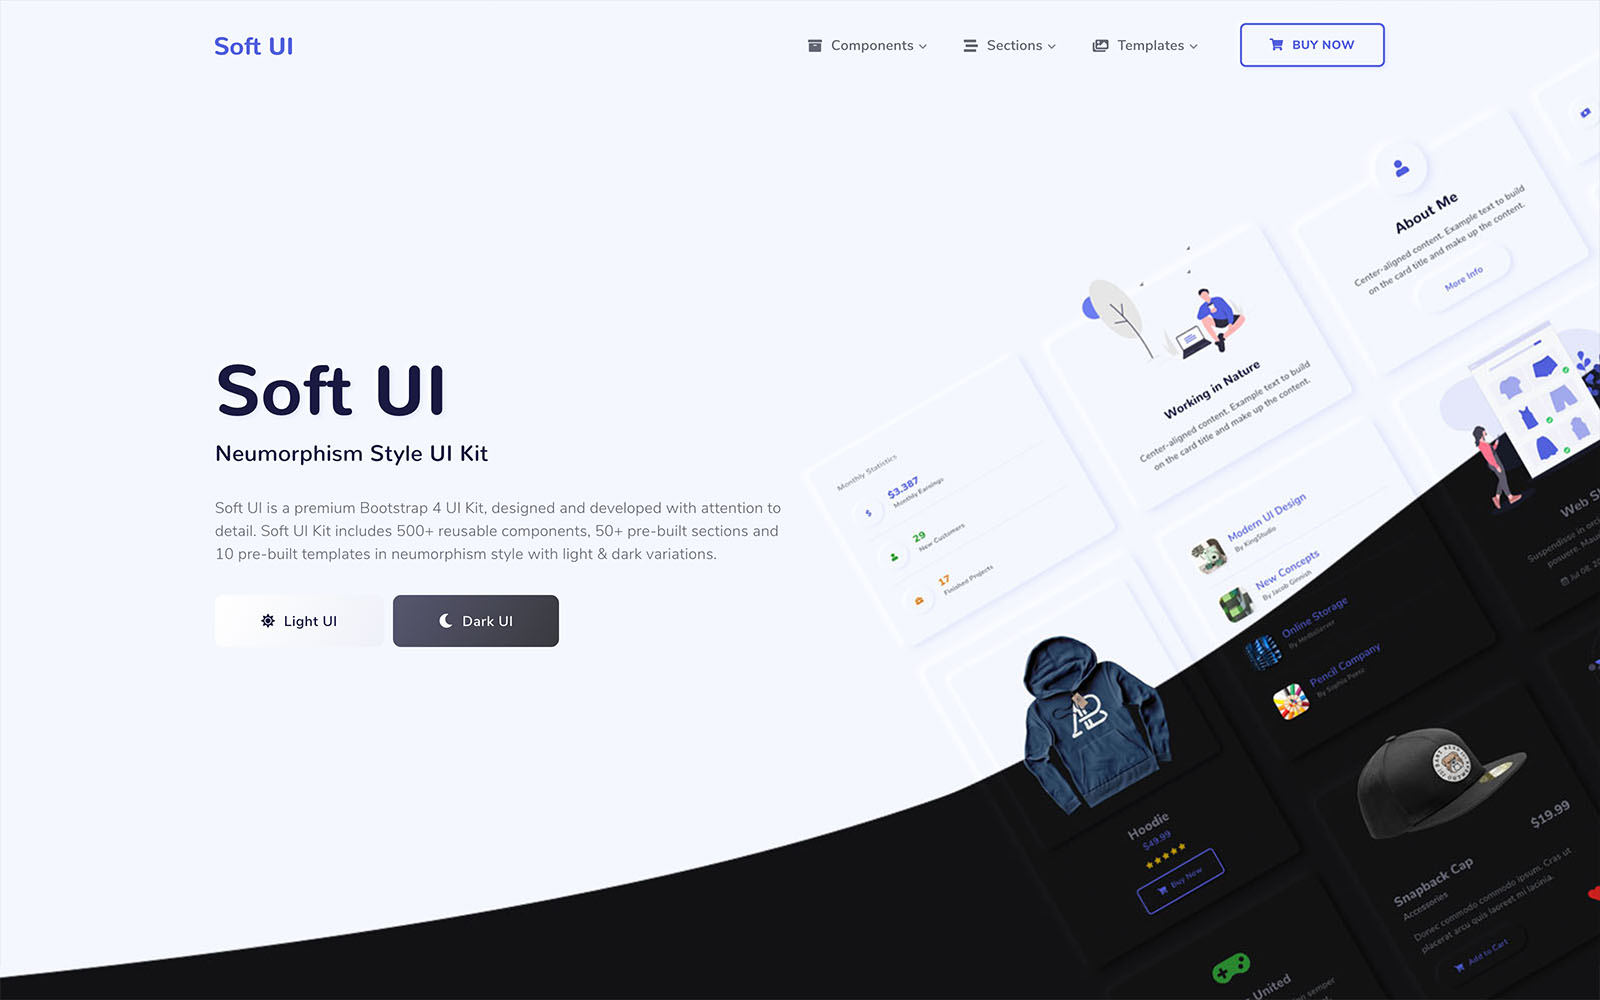 Soft UI
Components
Sections
Templates
BUY NOW
Soft UI
Neumorphism Style UI Kit
Soft UI is a premium Bootstrap 4 UI Kit, designed and developed with attention to
detail. Soft UI Kit includes 500+ reusable components, 50+ pre-built sections and
10 pre-built templates in neumorphism style with light & dark variations.
Light UI
Dark UI
About Me
Center-aligned content. Example text to build
on the card title and make up the content.
More Info
Working in Nature
Center-aligned content. Example text to build
on the card title and make up the content.
Monthly Statistics
$3.387
Monthly Earnings
29
New Customers
17
Finished Projects
Modern UI Design
By KingStudio
New Concepts
By Jacob Ginnish
Online Storage
By MediaServer
Pencil Company
By Sophia Perez
Web
Suspendisse in
posuere.
Jul 08,
Hoodie
$49.99
Buy Now
$19.99
Snapback Cap
Accessories
Donec commodo commodo ipsum. Cras ut
placerat arcu quis laoreet mi lacinia.
Add to Cart
United
semper